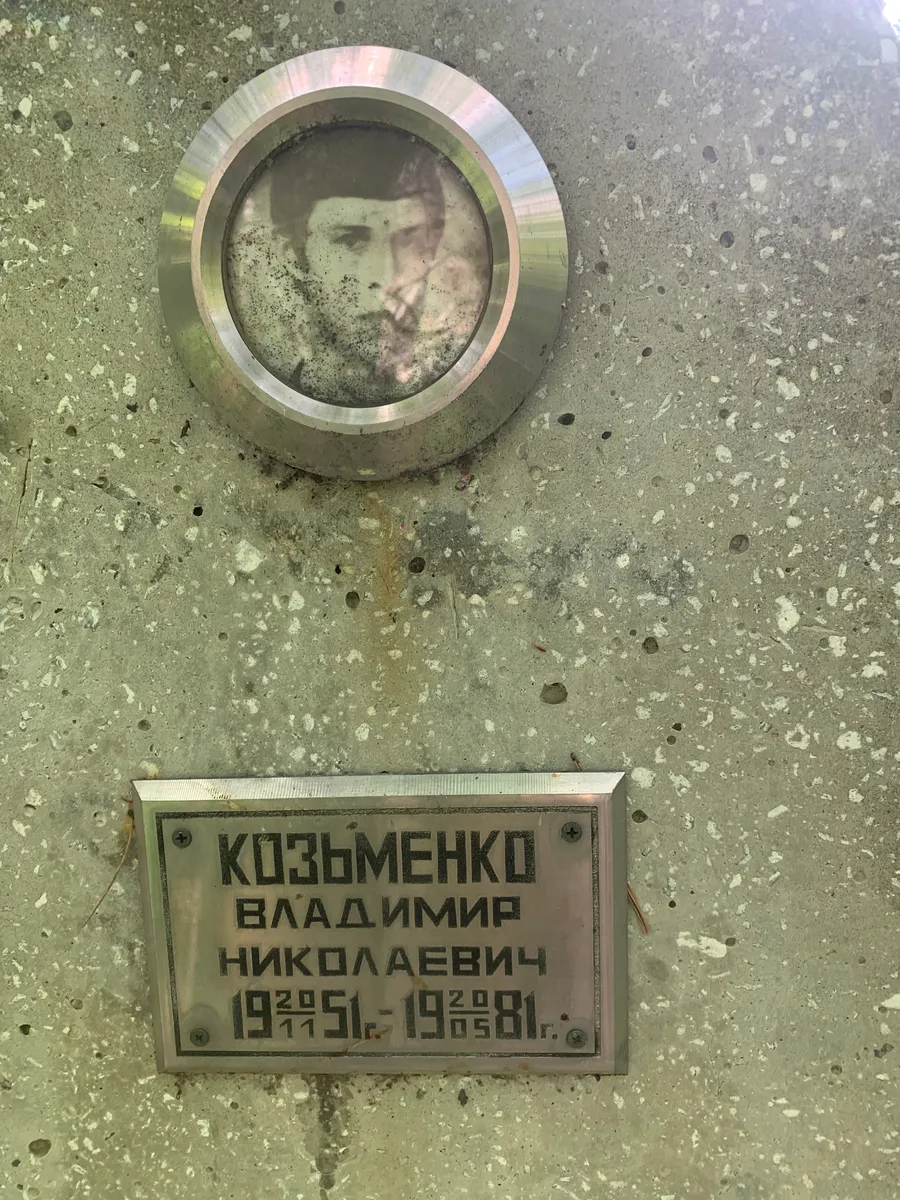 КОЗЬМЕНКО
ВЛАДИМИР
НИКОЛАЕВИЧ
19 20/11 51г.- 19 20/05 81г.